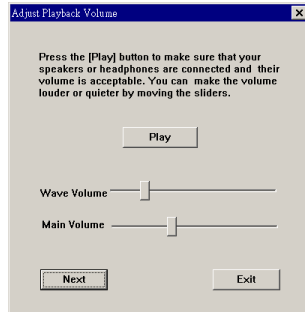 Adjust Playback Volume
Press the [Play] button to make sure that your
speakers or headphones are connected and their
volume is acceptable. You can make the volume
louder or quieter by moving the sliders.
Play
Wave Volume
Main Volume
Next
Exit